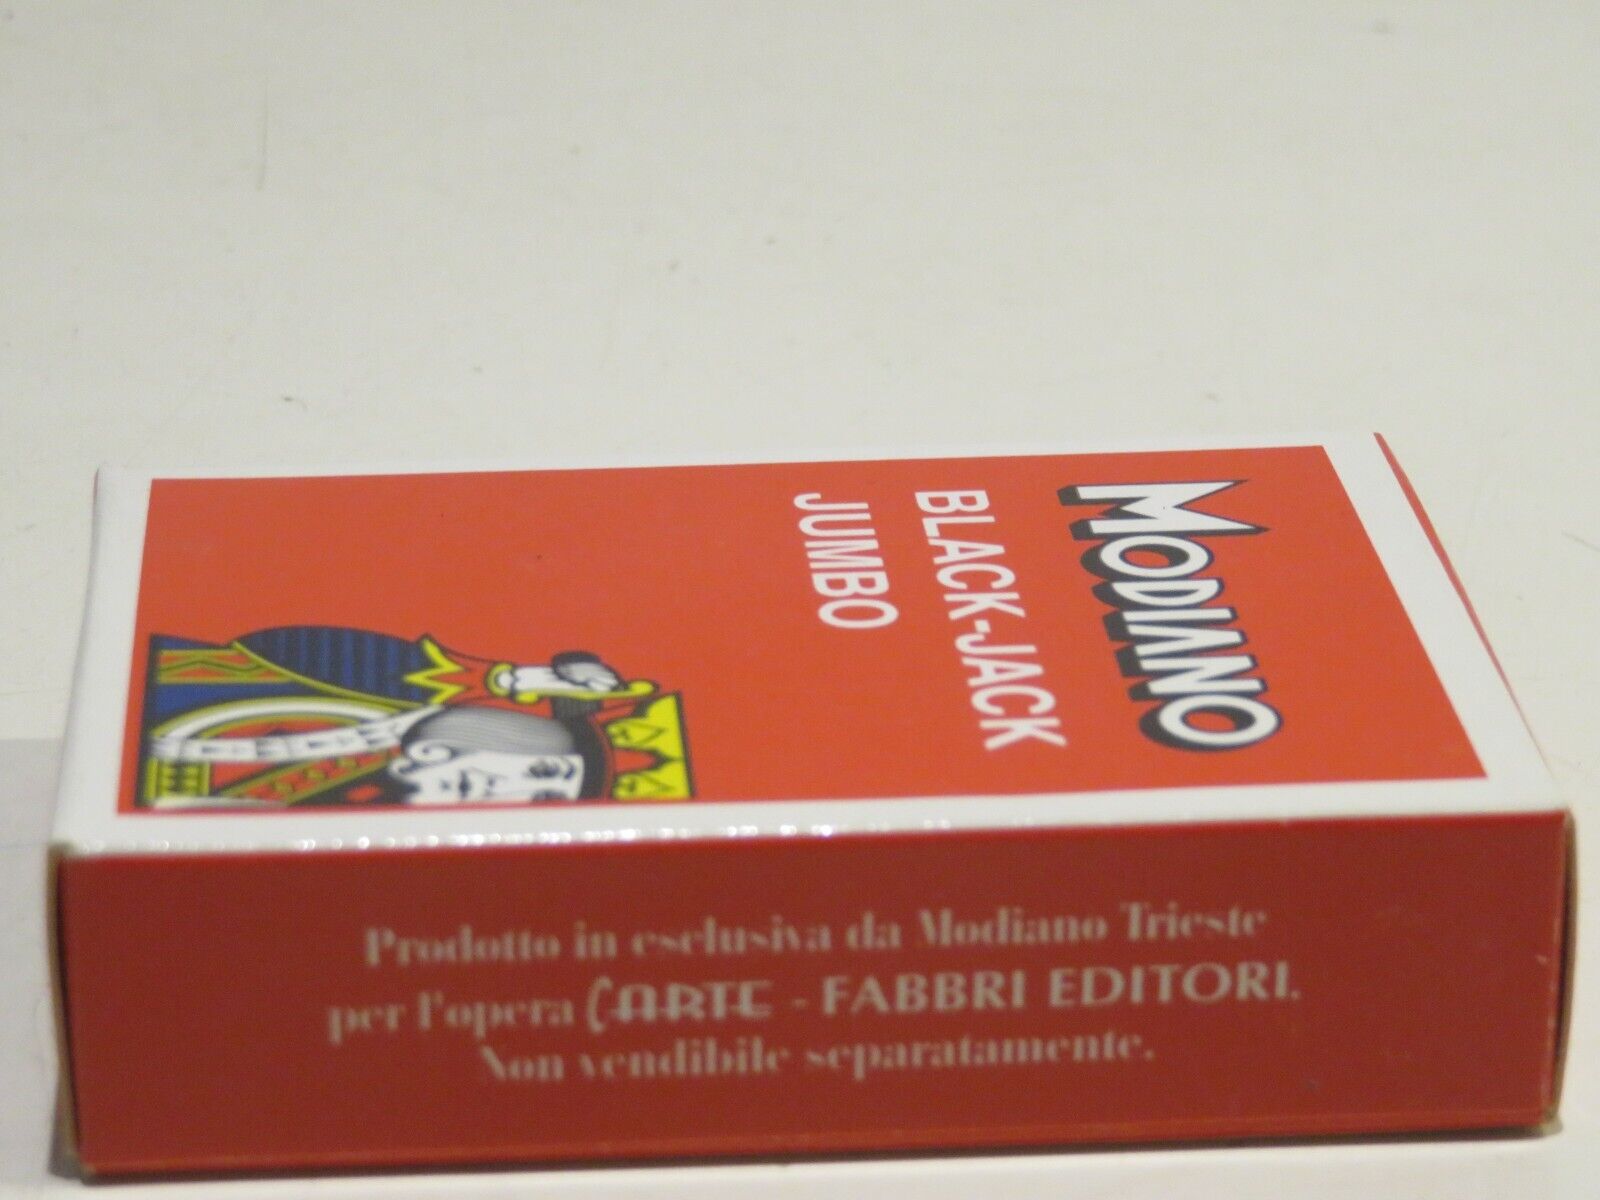 MODIANO
BLACK-JACK
JUMBO
Prodotto in esclusiva da Modiano Trieste
per l'opera CARTE - FABBRI EDITORI.
Non vendibile separatamente.